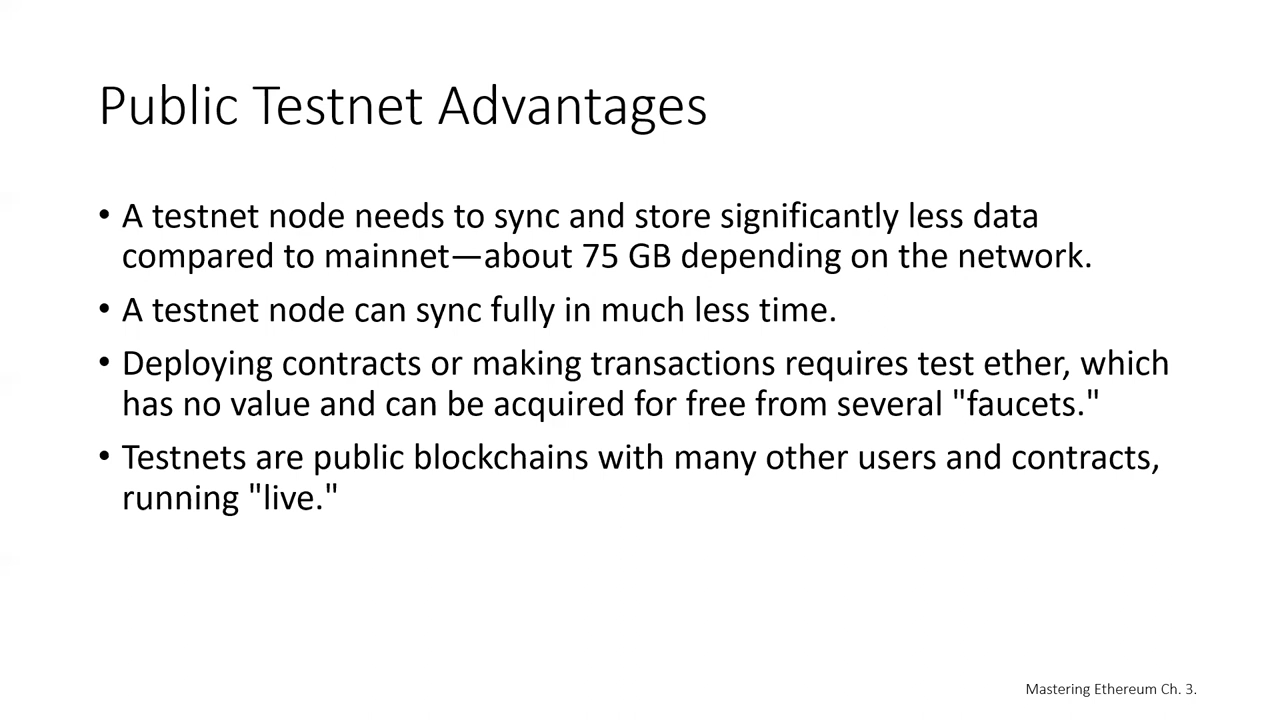 Public Testnet Advantages
• A testnet node needs to sync and store significantly less data
compared to mainnet—about 75 GB depending on the network.
• A testnet node can sync fully in much less time.
• Deploying contracts or making transactions requires test ether, which
has no value and can be acquired for free from several "faucets."
• Testnets are public blockchains with many other users and contracts,
running "live."
Mastering Ethereum Ch. 3.